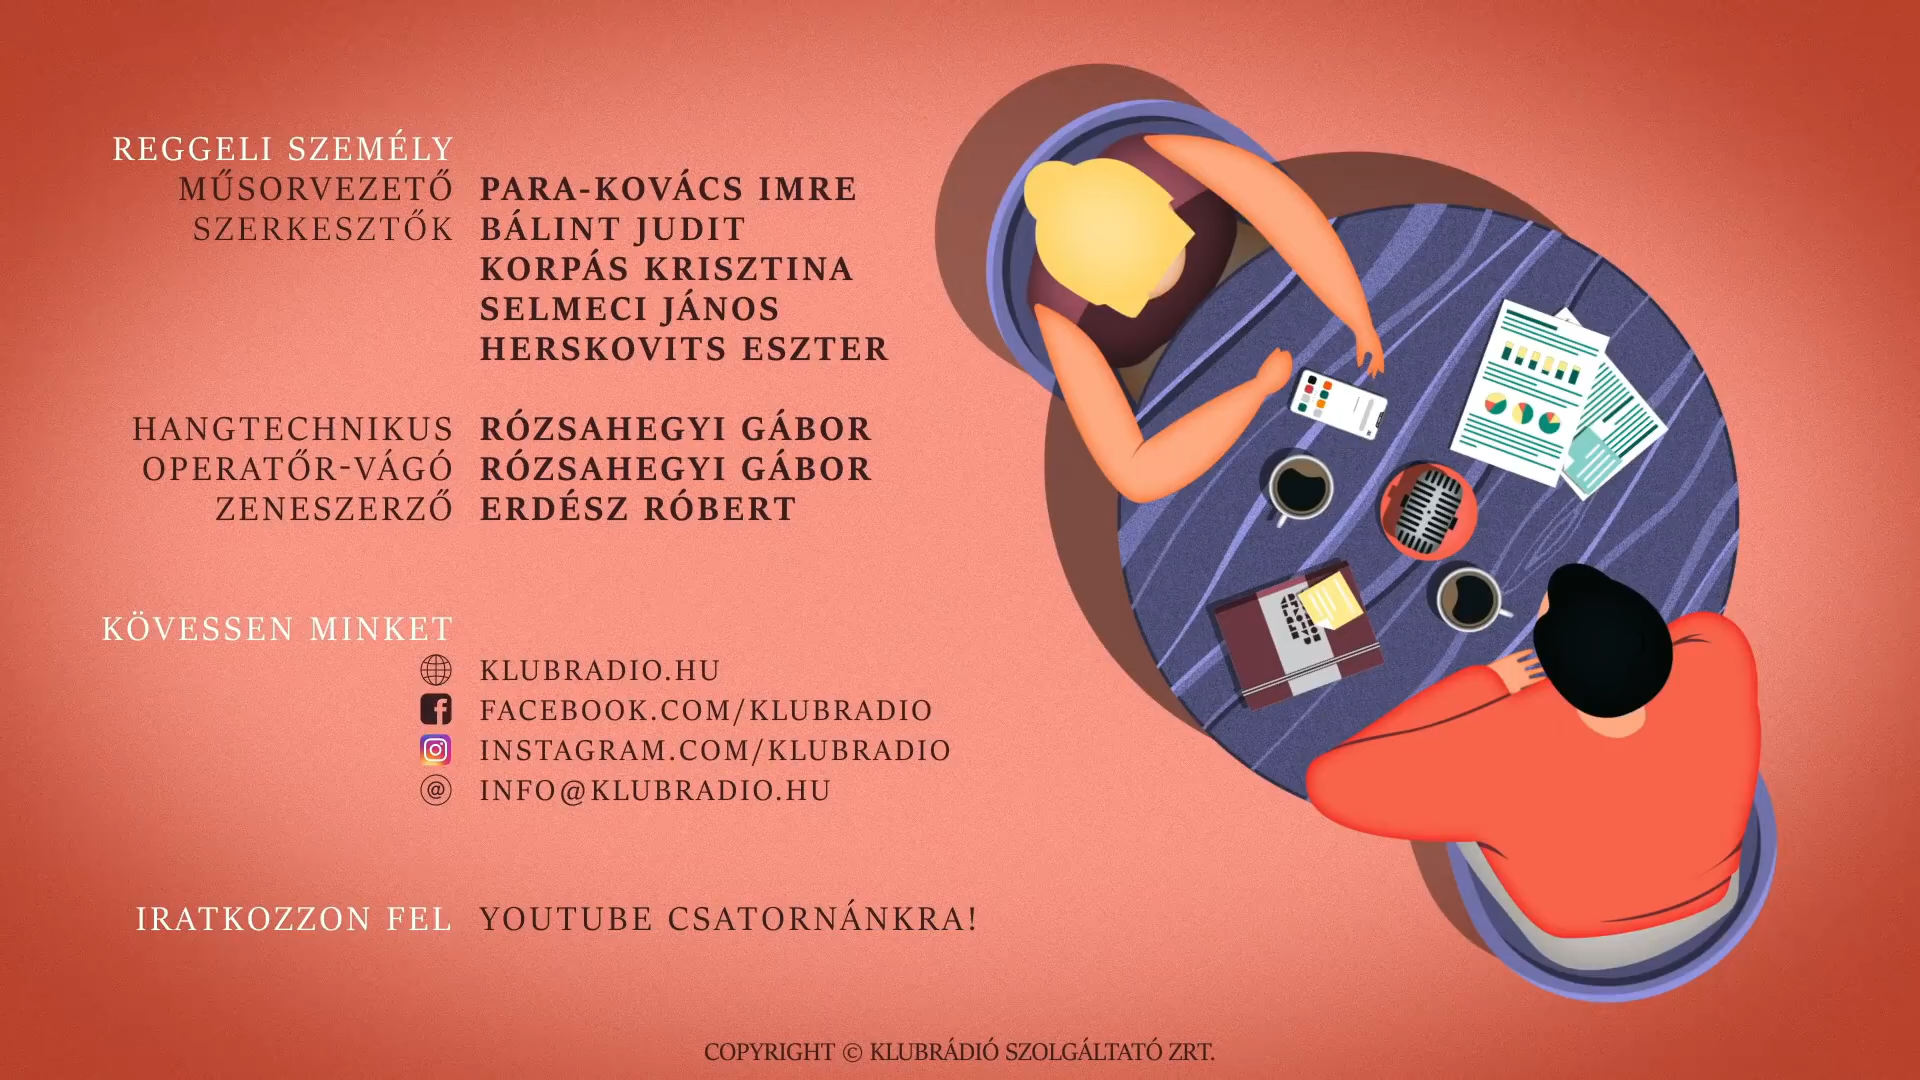 REGGELI SZEMÉLY
MŰSORVEZETŐ PARA-KOVÁCS IMRE
SZERKESZTŐK BÁLINT JUDIT
KORPÁS KRISZTINA
SELMECI JÁNOS
HERSKOVITS ESZTER
HANGTECHNIKUS RÓZSAHEGYI GÁBOR
OPERATŐR-VÁGÓ RÓZSAHEGYI GÁBOR
ZENESZERZŐ ERDÉSZ RÓBERT
KÖVESSEN MINKET
KLUBRADIO.HU
FACEBOOK.COM/KLUBRADIO
INSTAGRAM.COM/KLUBRADIO
INFO@KLUBRADIO.HU
IRATKOZZON FEL YOUTUBE CSATORNÁNKRA!
COPYRIGHT © KLUBRÁDIÓ SZOLGÁLTATÓ ZRT.